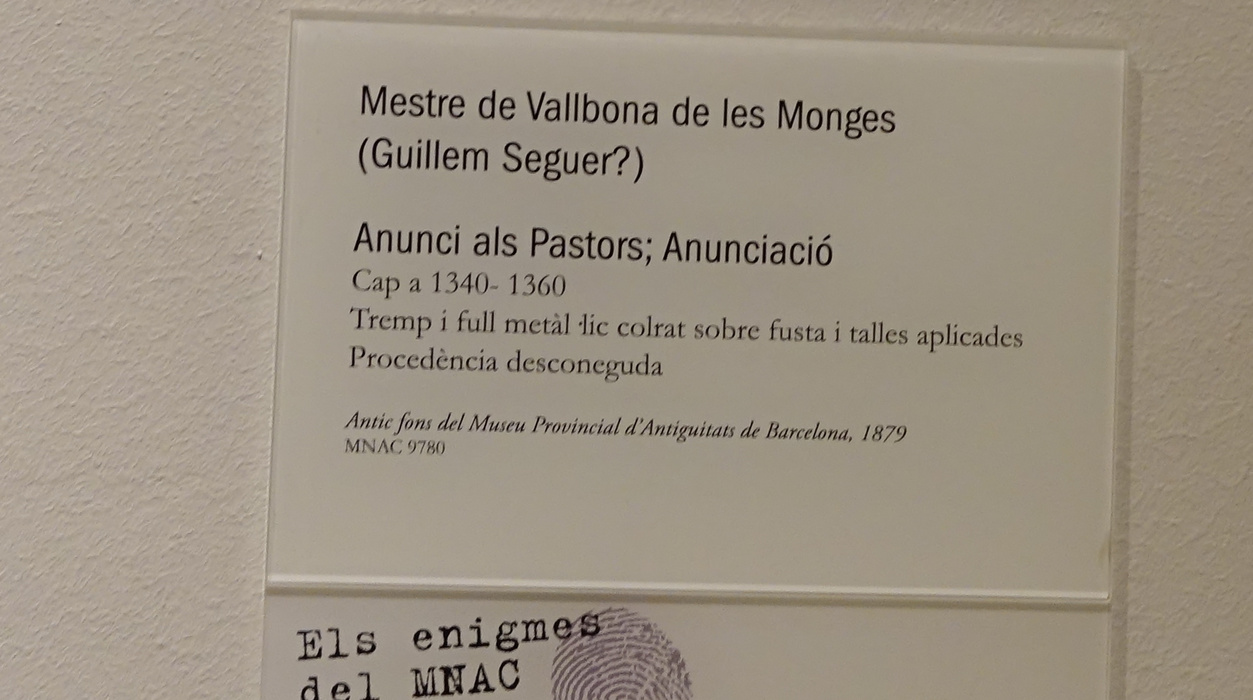 Mestre de Vallbona de les Monges
(Guillem Seguer?)
Anunci als Pastors; Anunciació
Cap a 1340- 1360
Tremp i full metàl·lic colrat sobre fusta i talles aplicades
Procedència desconeguda
Antic fons del Museu Provincial d'Antiguitats de Barcelona, 1879
MNAC 9780
Els enigmes
del MNAC